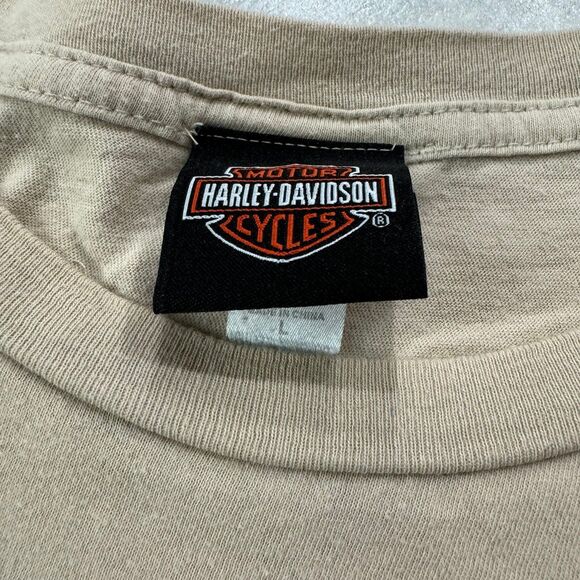 MOTOR
HARLEY-DAVIDSON
CYCLES
®
MADE IN CHINA
L